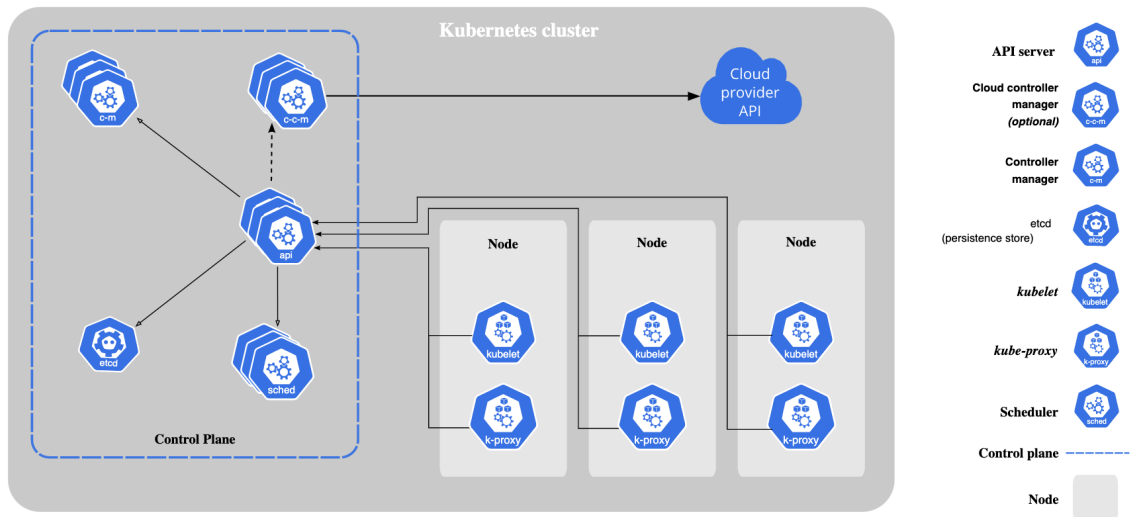 Kubernetes cluster
c-m
c-c-m
Cloud
provider
API
api
Node
Node
Node
etcd
sched
kubelet
kubelet
kubelet
k-proxy
k-proxy
k-proxy
Control Plane
API server
api
Cloud controller
manager
(optional)
c-c-m
Controller
manager
c-m
etcd
(persistence store)
etcd
kubelet
kubelet
kube-proxy
k-proxy
Scheduler
sched
Control plane
Node